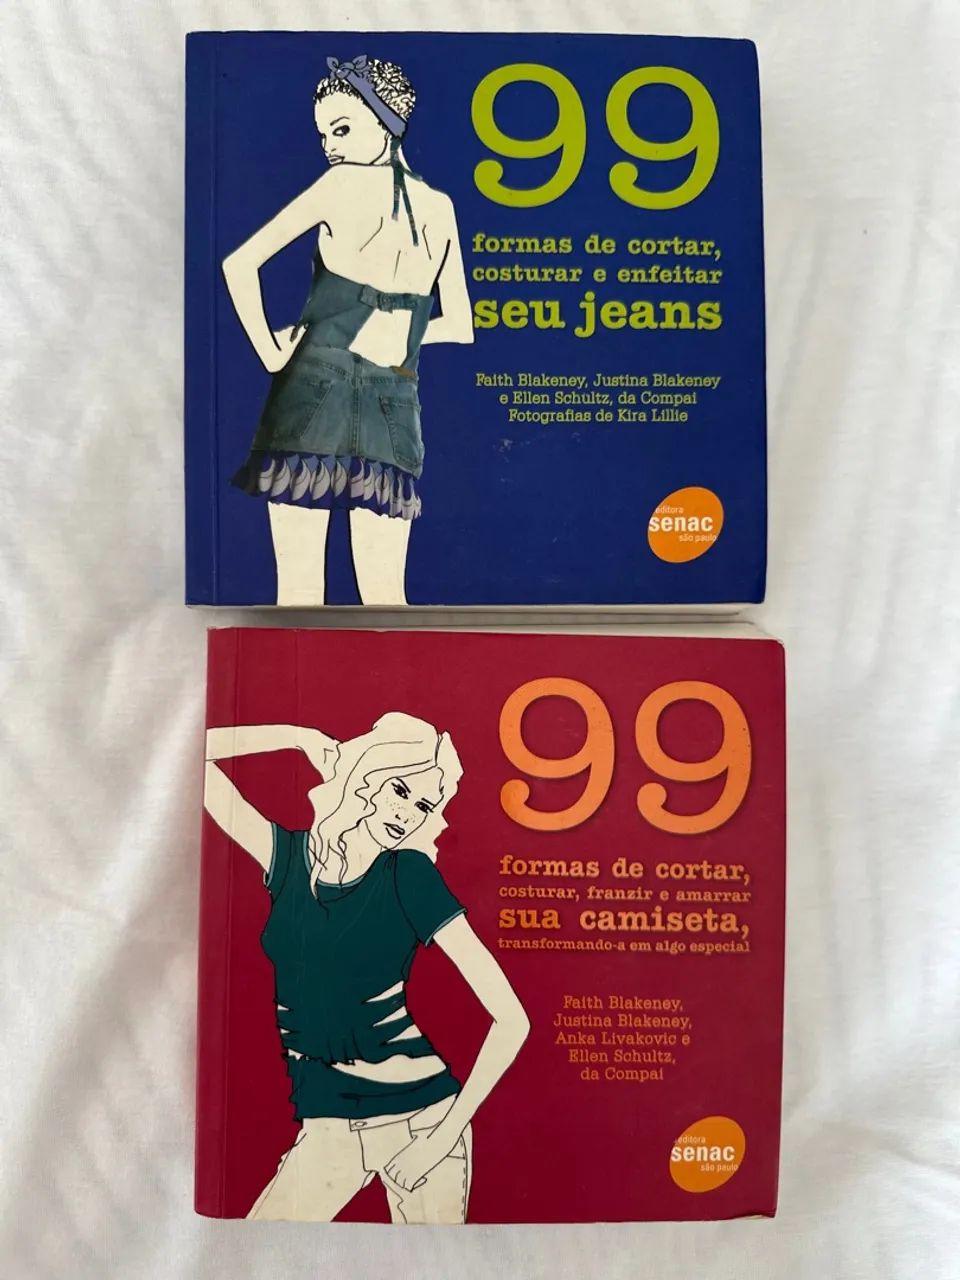 99
formas de cortar,
costurar e enfeitar
seu jeans
Faith Blakeney, Justina Blakeney
e Ellen Schultz, da Compai
Fotografias de Kira Lillie
editora
senac
são paulo
99
formas de cortar,
costurar, franzir e amarrar
sua camiseta,
transformando-a em algo especial
Faith Blakeney,
Justina Blakeney,
Anka Livakovic e
Ellen Schultz,
da Compai
editora
senac
são paulo